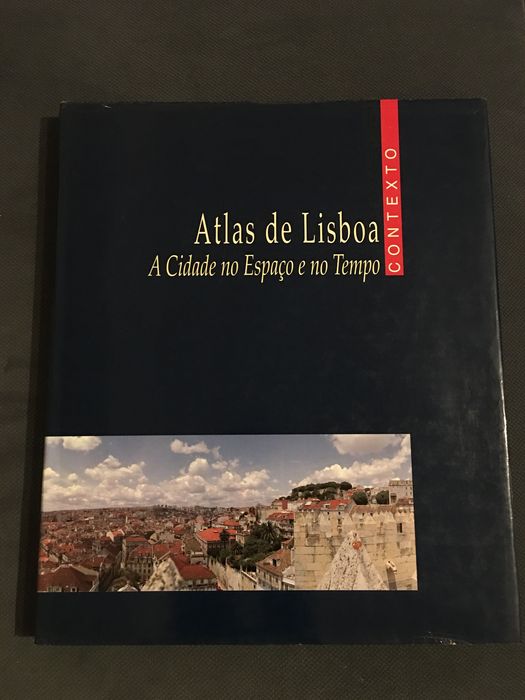 Atlas de Lisboa
A Cidade no Espaço e no Tempo
CONTEXTO